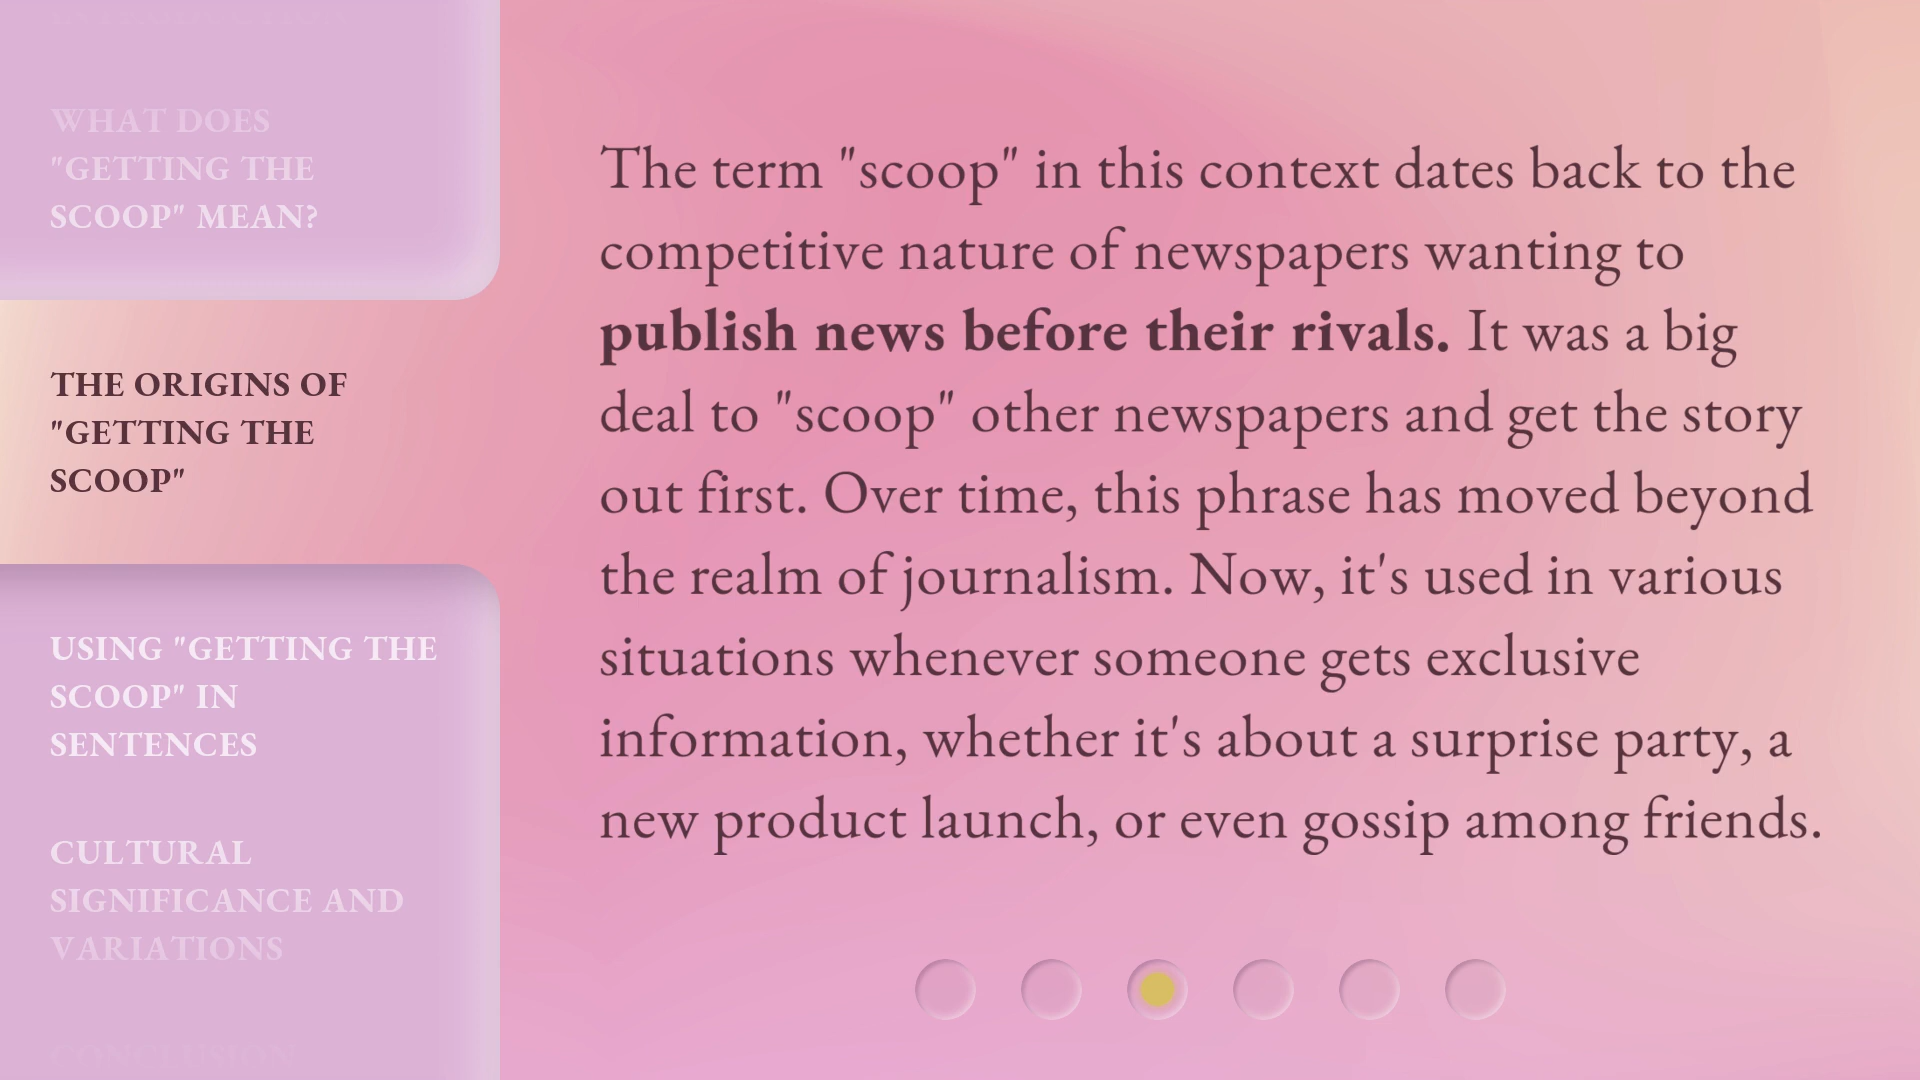 WHAT DOES
"GETTING THE
SCOOP" MEAN?
THE ORIGINS OF
"GETTING THE
SCOOP"
USING "GETTING THE
SCOOP" IN
SENTENCES
CULTURAL
SIGNIFICANCE AND
VARIATIONS
CONCLUSION
The term "scoop" in this context dates back to the
competitive nature of newspapers wanting to
publish news before their rivals. It was a big
deal to "scoop" other newspapers and get the story
out first. Over time, this phrase has moved beyond
the realm of journalism. Now, it's used in various
situations whenever someone gets exclusive
information, whether it's about a surprise party, a
new product launch, or even gossip among friends.